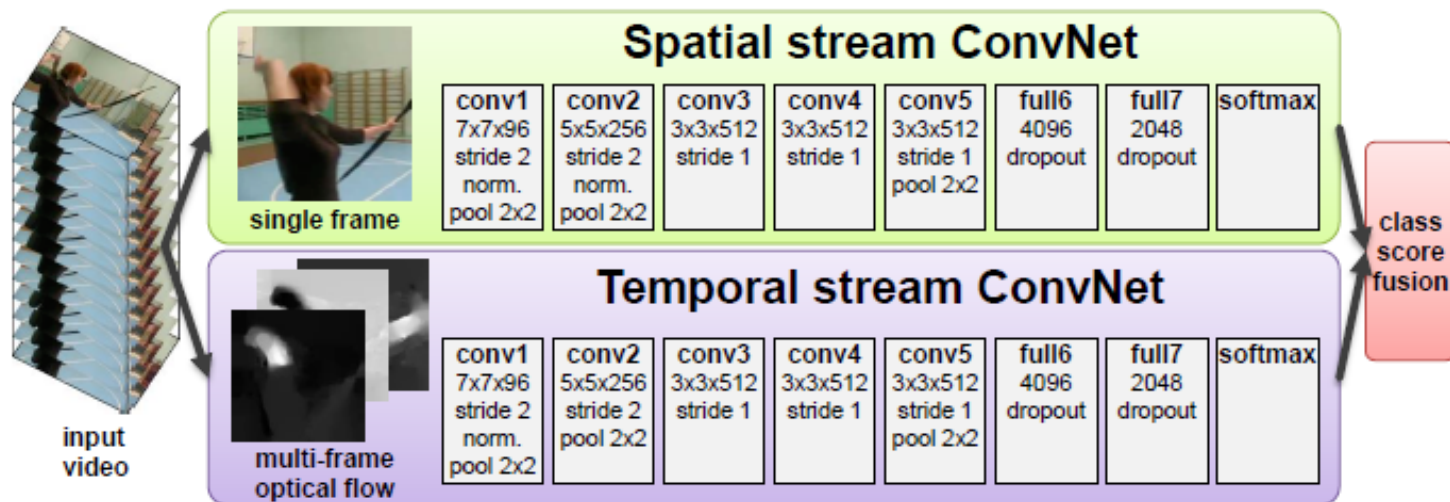 Spatial stream ConvNet
conv1
7x7x96
stride 2
norm.
pool 2x2
conv2
5x5x256
stride 2
norm.
pool 2x2
conv3
3x3x512
stride 1
conv4
3x3x512
stride 1
conv5
3x3x512
stride 1
pool 2x2
full6
4096
dropout
full7
2048
dropout
softmax
single frame
Temporal stream ConvNet
conv1
7x7x96
stride 2
norm.
pool 2x2
conv2
5x5x256
stride 2
pool 2x2
conv3
3x3x512
stride 1
conv4
3x3x512
stride 1
conv5
3x3x512
stride 1
pool 2x2
full6
4096
dropout
full7
2048
dropout
softmax
multi-frame
optical flow
input
video
class
score
fusion